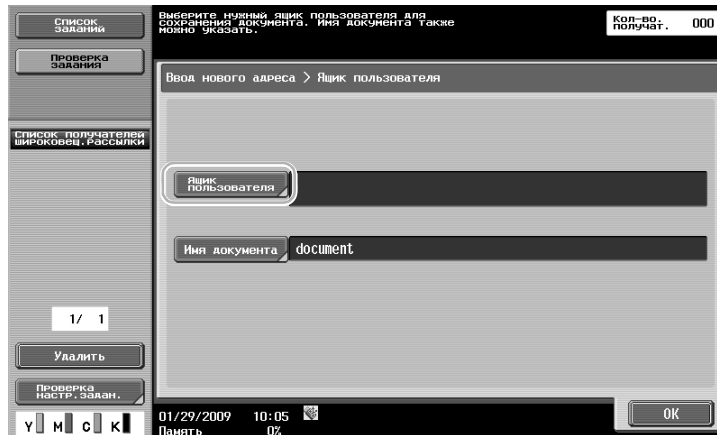 Список
заданий
Проверка
задания
Список получателей
широковещ.рассылки
1/ 1
Удалить
Проверка
настр.задан.
Y M C K
Выберите нужный ящик пользователя для
сохранения документа. Имя документа также
можно указать.
Кол-во.
получат. 000
Ввод нового адреса > Ящик пользователя
Ящик
пользователя
Имя документа document
01/29/2009 10:05
Память 0%
OK